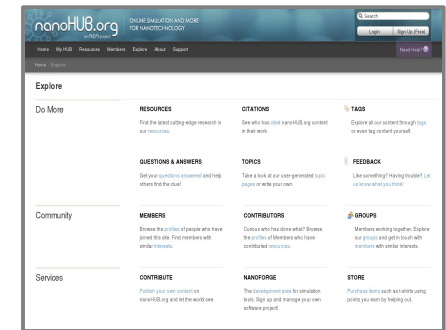 nanoHUB.org
an NCN project
ONLINE SIMULATION AND MORE
FOR NANOTECHNOLOGY
Search
Login
Sign Up (Free)
Home My HUB Resources Members Explore About Support
Need Help?
Home › Explore
Explore
Do More
RESOURCES
Find the latest cutting-edge research in
our resources.
CITATIONS
See who has cited nanoHUB.org content
in their work.
TAGS
Explore all our content through tags
or even tag content yourself.
QUESTIONS & ANSWERS
Get your questions answered and help
others find the clue!
TOPICS
Take a look at our user-generated topic
pages or write your own.
FEEDBACK
Like something? Having trouble? Let
us know what you think!
Community
MEMBERS
Browse the profiles of people who have
joined this site. Find members with
similar interests.
CONTRIBUTORS
Curious who has done what? Browse
the profiles of Members who have
contributed resources.
GROUPS
Members working together. Explore
our groups and get in touch with
members with similar interests.
Services
CONTRIBUTE
Publish your own content on
nanoHUB.org and let the world see.
NANOFORGE
The development area for simulation
tools. Sign up and manage your own
software project!
STORE
Purchase items such as t-shirts using
points you earn by helping out.